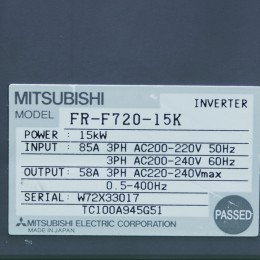 MITSUBISHI
INVERTER
MODEL FR-F720-15K
POWER : 15kW
INPUT : 85A 3PH AC200-220V 50Hz
3PH AC200-240V 60Hz
OUTPUT : 58A 3PH AC220-240Vmax
0.5-400Hz
SERIAL : W72X33017
TC100A945G51
PASSED
MITSUBISHI ELECTRIC CORPORATION
MADE IN JAPAN